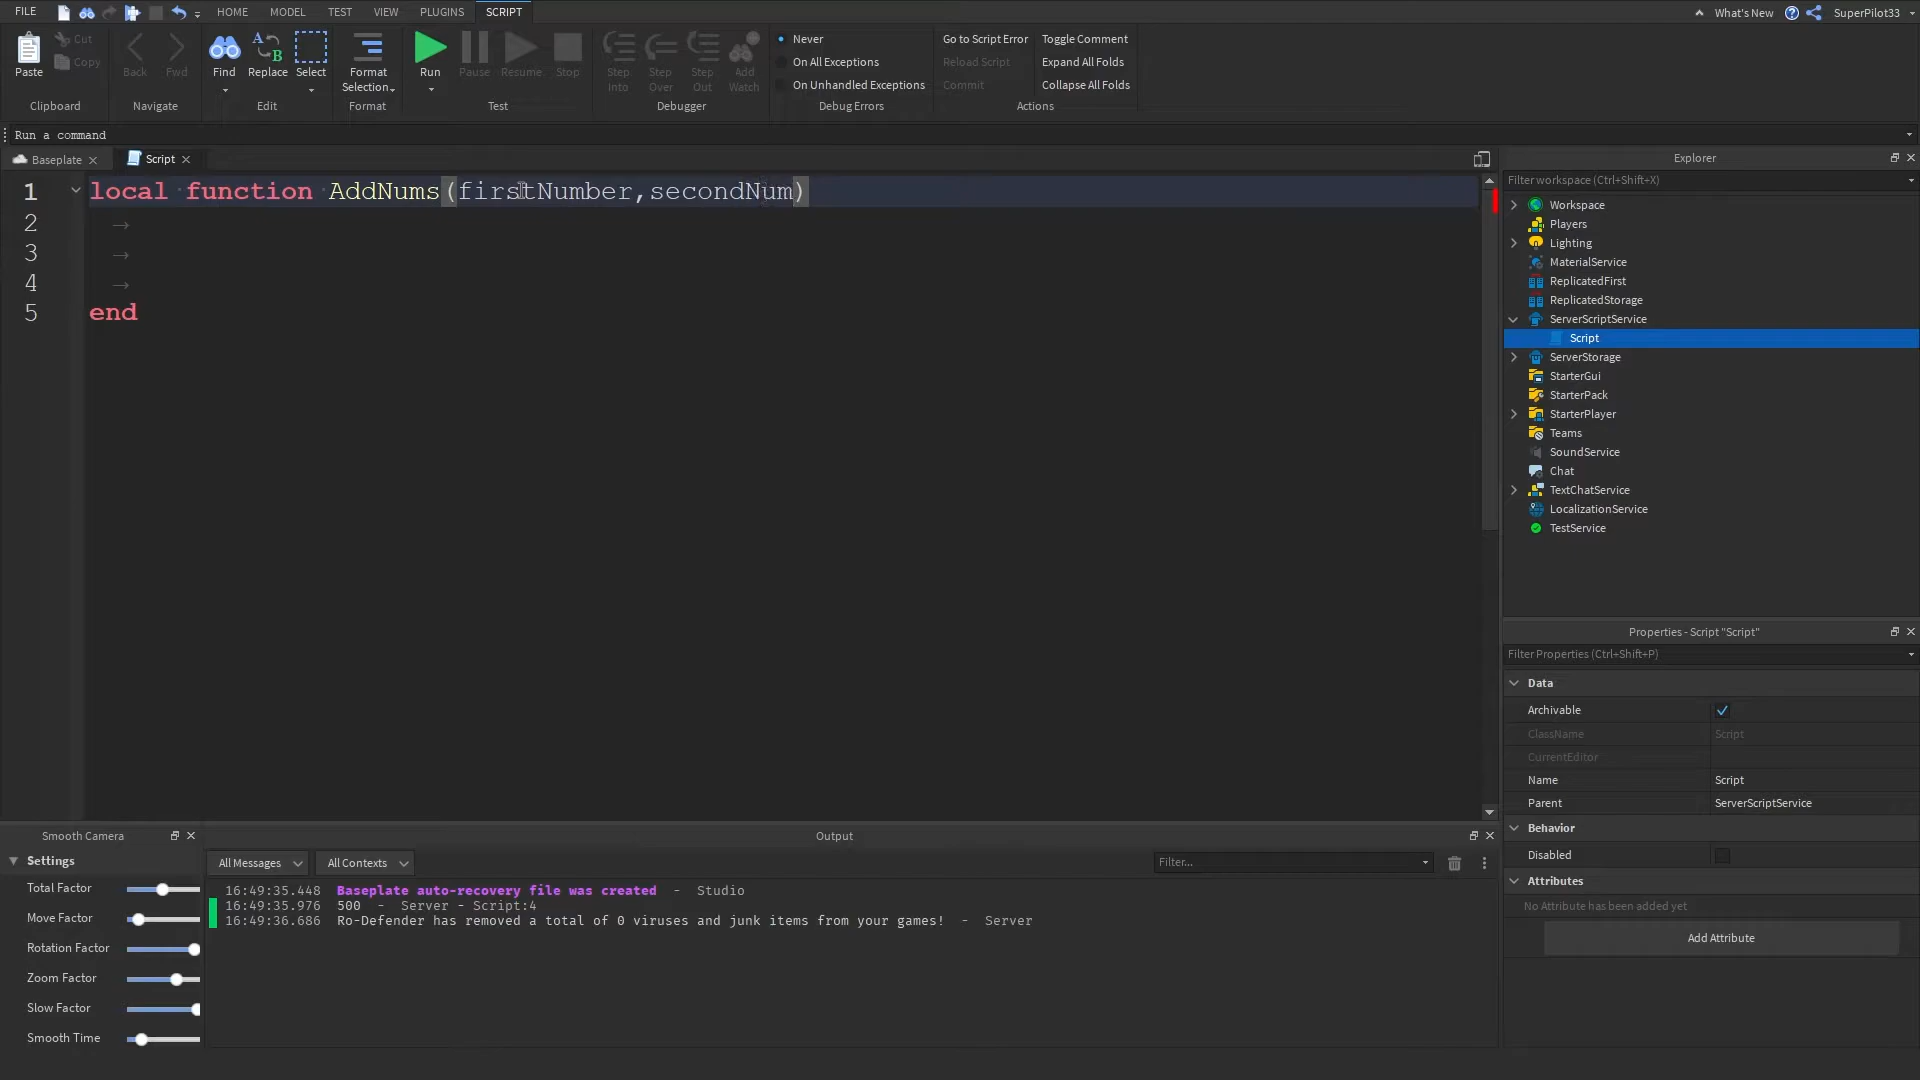 FILE HOME MODEL TEST VIEW PLUGINS SCRIPT What's New SuperPilot33
Paste Cut Copy Clipboard
Back Fwd Navigate
Find Replace Select Edit
Format Selection Format
Run Pause Resume Stop Test
Step Into Step Over Step Out Add Watch Debugger
Never
On All Exceptions
On Unhandled Exceptions
Debug Errors
Go to Script Error Toggle Comment
Reload Script Expand All Folds
Commit Collapse All Folds
Actions
Run a command
Baseplate Script
1 local function AddNums(firstNumber,secondNum)
2
3
4
5 end
Explorer
Filter workspace (Ctrl+Shift+X)
Workspace
Players
Lighting
MaterialService
ReplicatedFirst
ReplicatedStorage
ServerScriptService
Script
ServerStorage
StarterGui
StarterPack
StarterPlayer
Teams
SoundService
Chat
TextChatService
LocalizationService
TestService
Properties - Script "Script"
Filter Properties (Ctrl+Shift+P)
Data
Archivable
ClassName Script
CurrentEditor
Name Script
Parent ServerScriptService
Behavior
Disabled
Attributes
No Attribute has been added yet
Add Attribute
Smooth Camera
Settings
Total Factor
Move Factor
Rotation Factor
Zoom Factor
Slow Factor
Smooth Time
Output
All Messages All Contexts Filter...
16:49:35.448 Baseplate auto-recovery file was created - Studio
16:49:35.976 500 - Server - Script:4
16:49:36.686 Ro-Defender has removed a total of 0 viruses and junk items from your games! - Server